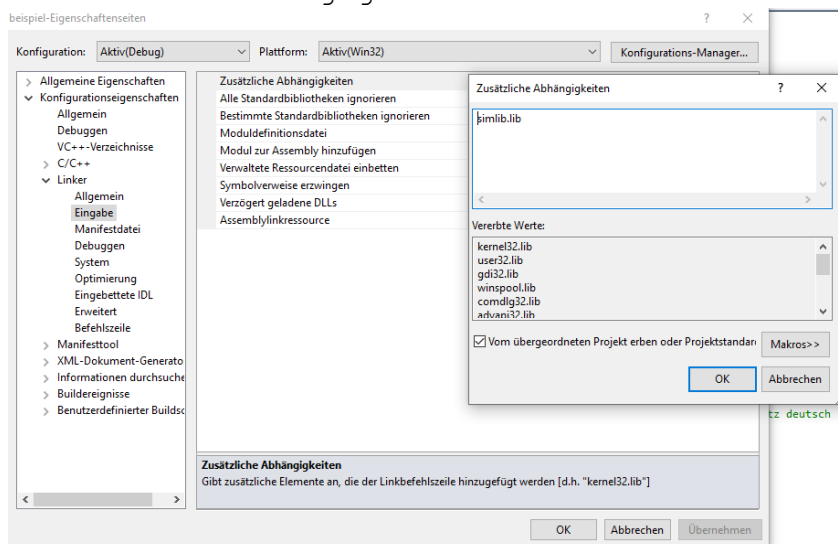 beispiel-Eigenschaftenseiten
Konfiguration: Aktiv(Debug) Plattform: Aktiv(Win32) Konfigurations-Manager...
Allgemeine Eigenschaften
Konfigurationseigenschaften
Allgemein
Debuggen
VC++-Verzeichnisse
C/C++
Linker
Allgemein
Eingabe
Manifestdatei
Debuggen
System
Optimierung
Eingebettete IDL
Erweitert
Befehlszeile
Manifesttool
XML-Dokument-Generato
Informationen durchsuche
Buildereignisse
Benutzerdefinierter Buildsc
Zusätzliche Abhängigkeiten
Alle Standardbibliotheken ignorieren
Bestimmte Standardbibliotheken ignorieren
Moduldefinitionsdatei
Modul zur Assembly hinzufügen
Verwaltete Ressourcendatei einbetten
Symbolverweise erzwingen
Verzögert geladene DLLs
Assemblylinkressource
Zusätzliche Abhängigkeiten
Gibt zusätzliche Elemente an, die der Linkbefehlszeile hinzugefügt werden [d.h. "kernel32.lib"]
OK Abbrechen Übernehmen
Zusätzliche Abhängigkeiten
simlib.lib
Vererbte Werte:
kernel32.lib
user32.lib
gdi32.lib
winspool.lib
comdlg32.lib
advapi32.lib
Vom übergeordneten Projekt erben oder Projektstandar
Makros>>
OK Abbrechen
tz deutsch